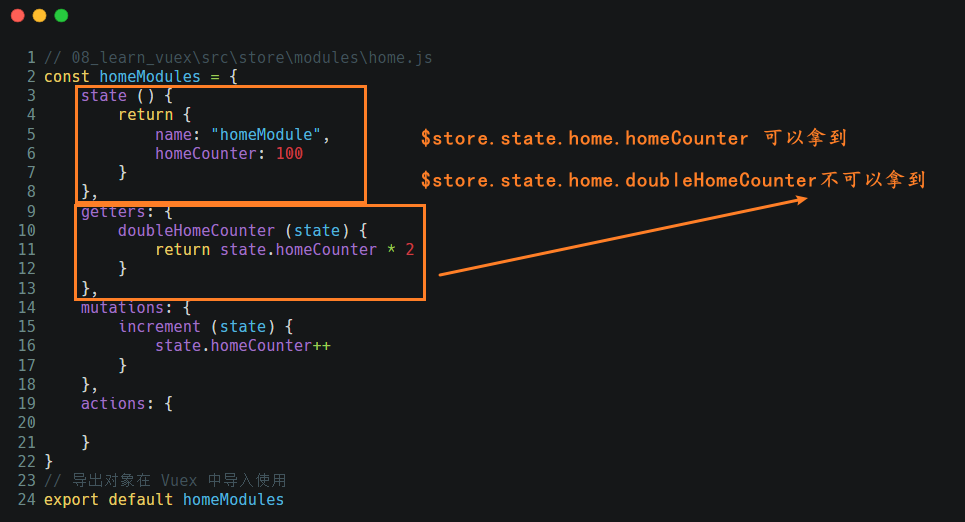 1 // 08_learn_vuex\src\store\modules\home.js
2 const homeModules = {
3     state () {
4         return {
5             name: "homeModule",
6             homeCounter: 100
7         }
8     },
9     getters: {
10         doubleHomeCounter (state) {
11             return state.homeCounter * 2
12         }
13     },
14     mutations: {
15         increment (state) {
16             state.homeCounter++
17         }
18     },
19     actions: {
20
21     }
22 }
23 // 导出对象在 Vuex 中导入使用
24 export default homeModules
$store.state.home.homeCounter 可以拿到
$store.state.home.doubleHomeCounter不可以拿到